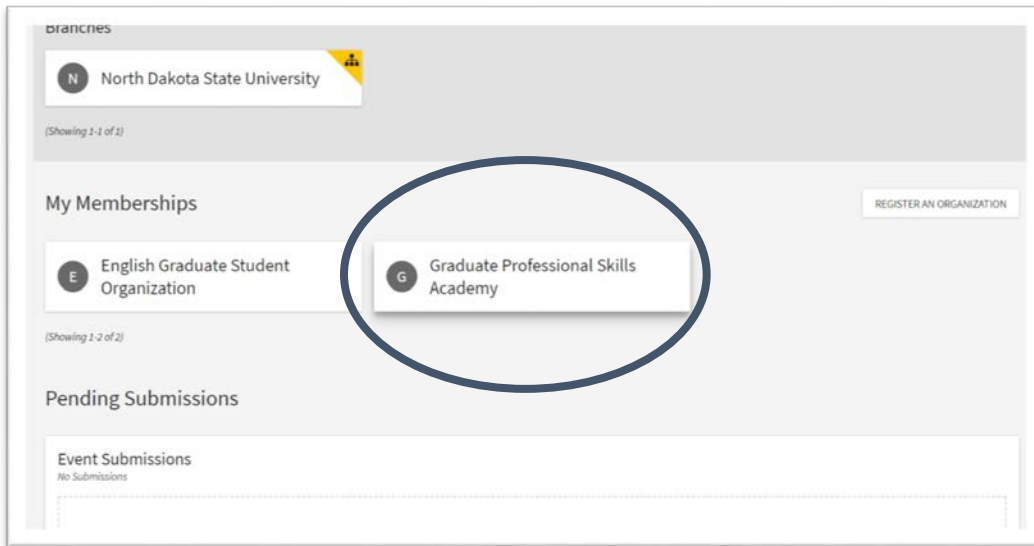 Branches
N
North Dakota State University
(Showing 1-1 of 1)
My Memberships
REGISTER AN ORGANIZATION
E
English Graduate Student
Organization
G
Graduate Professional Skills
Academy
(Showing 1-2 of 2)
Pending Submissions
Event Submissions
No Submissions